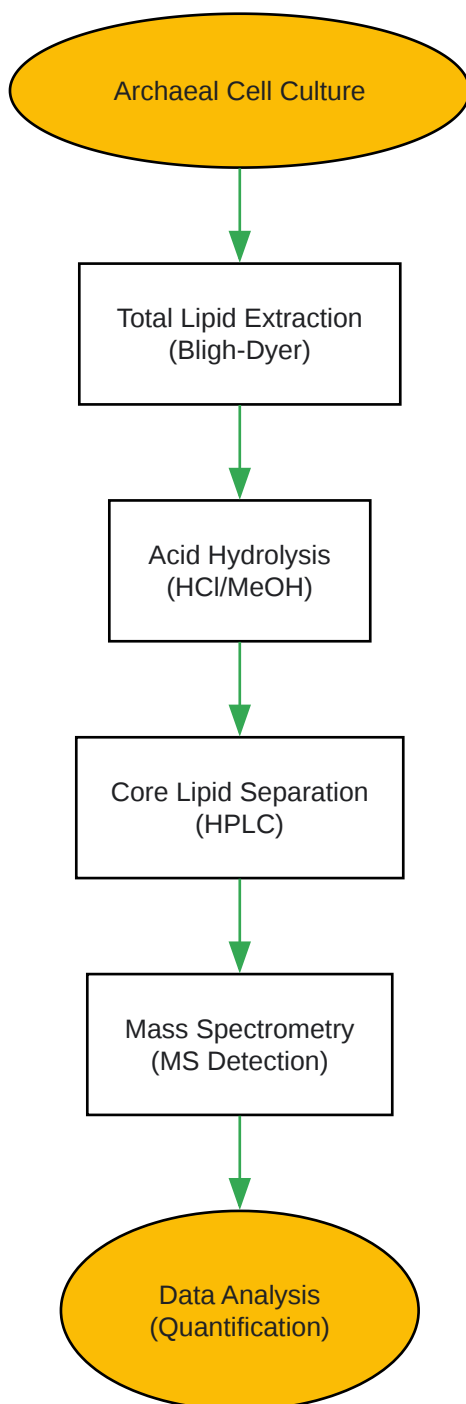 Archaeal Cell Culture
Total Lipid Extraction
(Bligh-Dyer)
Acid Hydrolysis
(HCl/MeOH)
Core Lipid Separation
(HPLC)
Mass Spectrometry
(MS Detection)
Data Analysis
(Quantification)